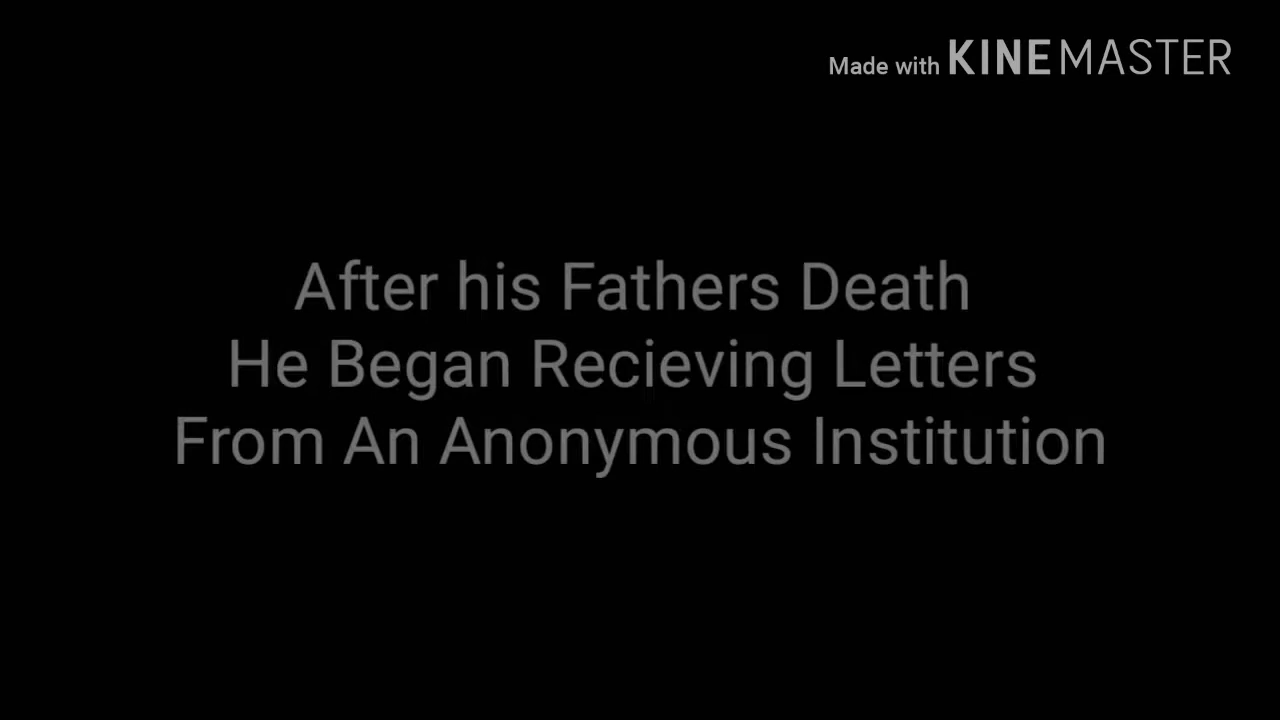 Made with KINEMASTER
After his Fathers Death
He Began Recieving Letters
From An Anonymous Institution